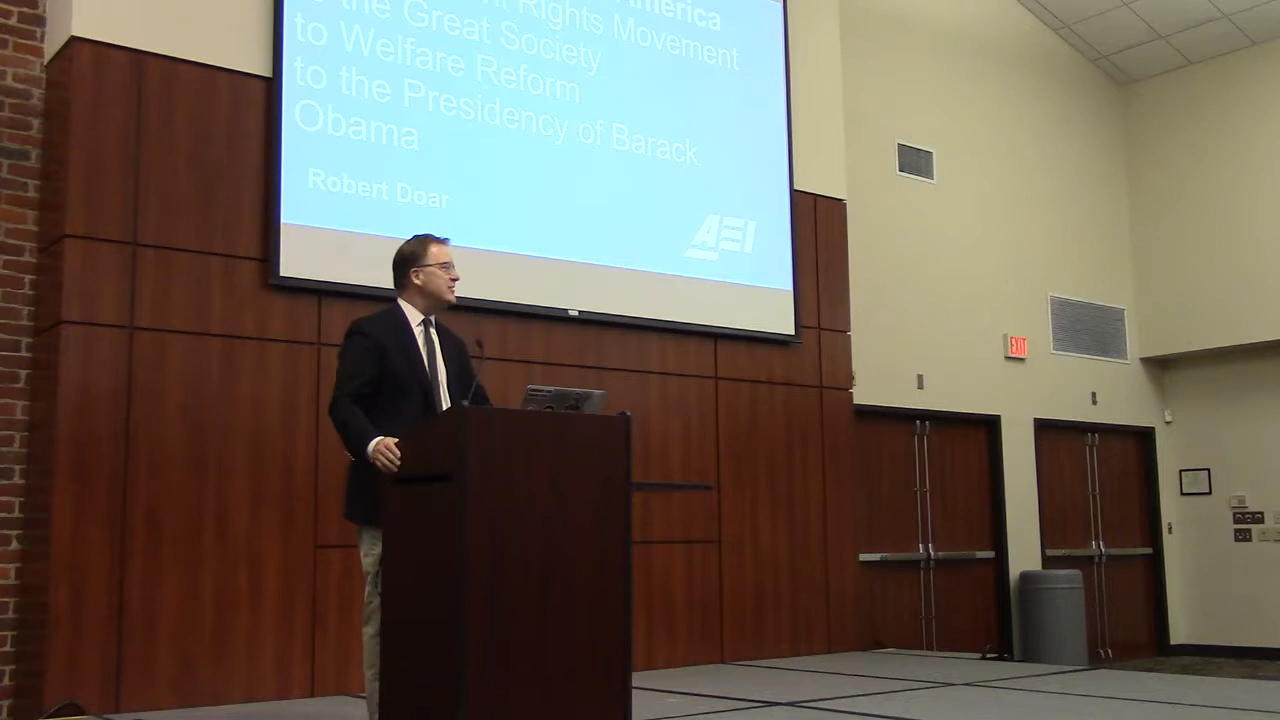 America
Rights Movement
the Great Society
to Welfare Reform
to the Presidency of Barack
Obama
Robert Doar
AEI
EXIT